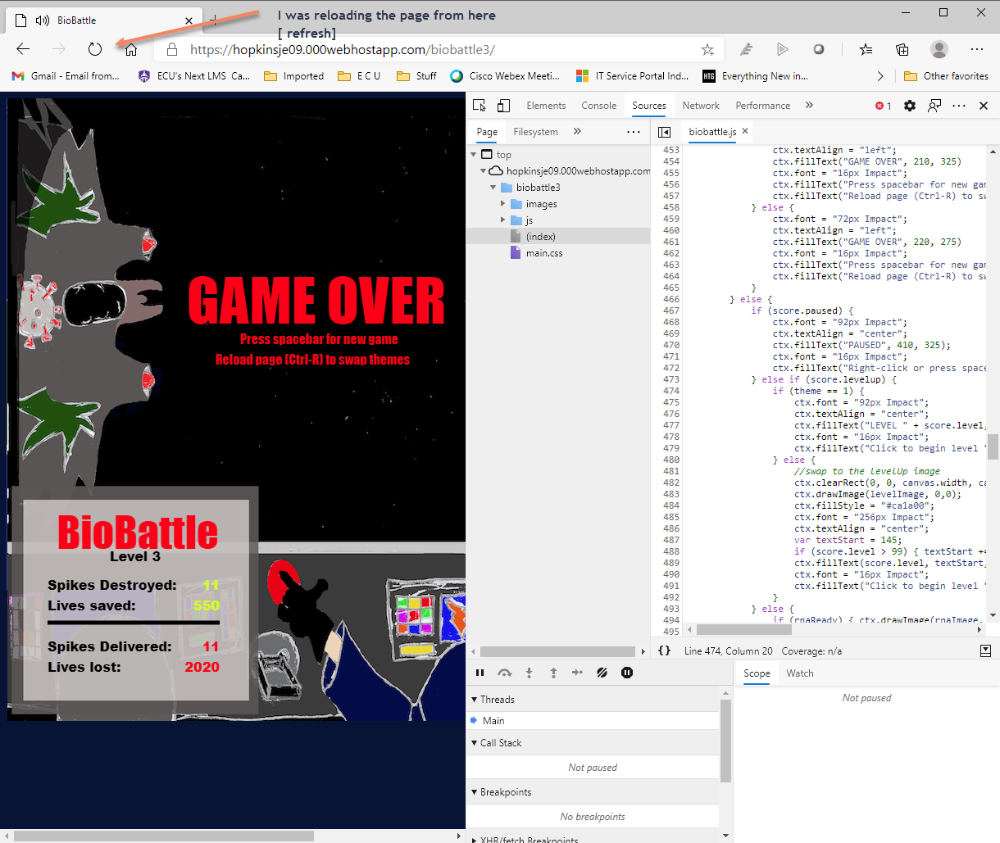 BioBattle
I was reloading the page from here
[ refresh]
https://hopkinsje09.000webhostapp.com/biobattle3/
Gmail - Email from...
ECU's Next LMS Ca...
Imported
E C U
Stuff
Cisco Webex Meeti...
IT Service Portal Ind...
HTG
Everything New in...
Other favorites
GAME OVER
Press spacebar for new game
Reload page (Ctrl-R) to swap themes
BioBattle
Level 3
Spikes Destroyed: 11
Lives saved: 550
Spikes Delivered: 11
Lives lost: 2020
Elements Console Sources Network Performance
1
Page Filesystem
top
hopkinsje09.000webhostapp.com
biobattle3
images
js
(index)
main.css
biobattle.js
453 ctx.textAlign = "left";
454 ctx.fillText("GAME OVER", 210, 325)
455 ctx.font = "16px Impact";
456 ctx.fillText("Press spacebar for new gam
457 ctx.fillText("Reload page (Ctrl-R) to sw
458 } else {
459 ctx.font = "72px Impact";
460 ctx.textAlign = "left";
461 ctx.fillText("GAME OVER", 220, 275)
462 ctx.font = "16px Impact";
463 ctx.fillText("Press spacebar for new gam
464 ctx.fillText("Reload page (Ctrl-R) to sw
465 }
466 } else {
467 if (score.paused) {
468 ctx.font = "92px Impact";
469 ctx.textAlign = "center";
470 ctx.fillText("PAUSED", 410, 325);
471 ctx.font = "16px Impact";
472 ctx.fillText("Right-click or press space
473 } else if (score.levelup) {
474 if (theme == 1) {
475 ctx.font = "92px Impact";
476 ctx.textAlign = "center";
477 ctx.fillText("LEVEL " + score.level,
478 ctx.font = "16px Impact";
479 ctx.fillText("Click to begin level "
480 } else {
481 //swap to the levelUp image
482 ctx.clearRect(0, 0, canvas.width, ca
483 ctx.drawImage(levelImage, 0,0);
484 ctx.fillStyle = "#ca1a00";
485 ctx.font = "256px Impact";
486 ctx.textAlign = "center";
487 var textStart = 145;
488 if (score.level > 99) { textStart +=
489 ctx.fillText(score.level, textStart,
490 ctx.font = "16px Impact";
491 ctx.fillText("Click to begin level "
492 }
493 } else {
494 if (rnaReady) { ctx.drawImage(rnaImage,
495
{} Line 474, Column 20 Coverage: n/a
Threads
Main
Call Stack
Not paused
Breakpoints
No breakpoints
XHR/fetch Breakpoints
Scope Watch
Not paused